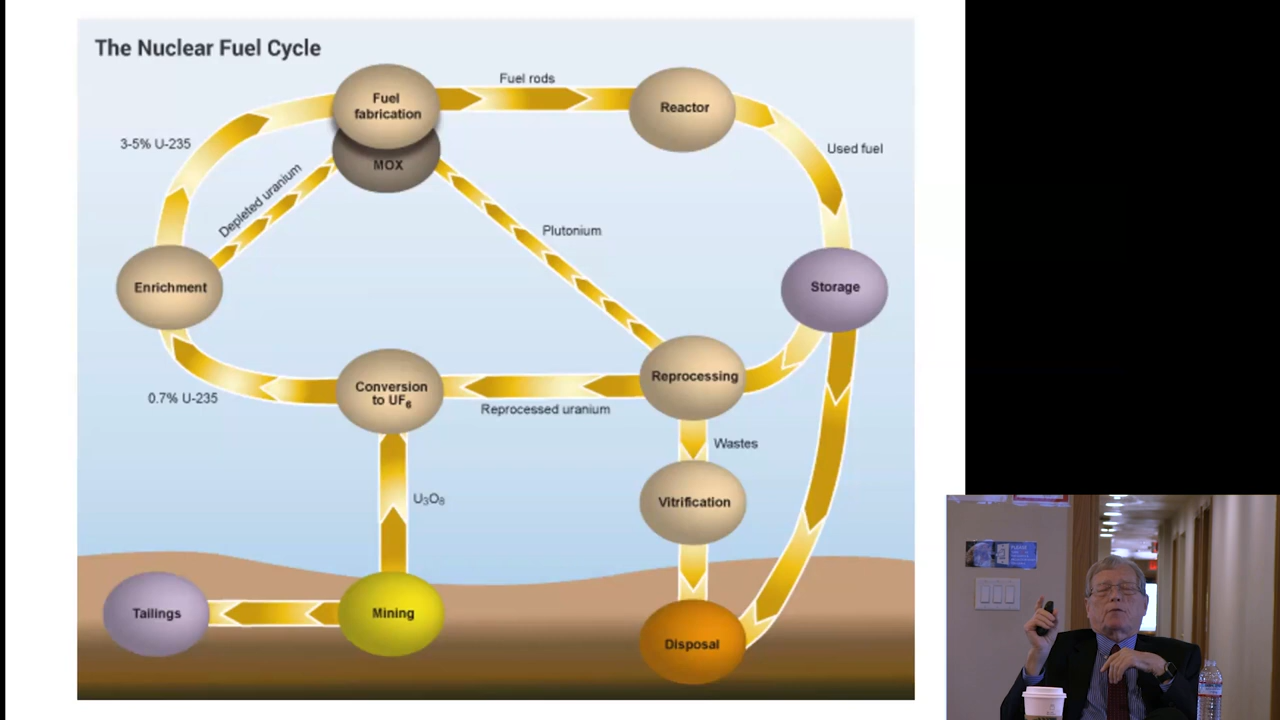 The Nuclear Fuel Cycle
Fuel
fabrication
MOX
Fuel rods
Reactor
3-5% U-235
Depleted uranium
Used fuel
Plutonium
Enrichment
Storage
Conversion
to UF₆
Reprocessing
0.7% U-235
Reprocessed uranium
Wastes
U₃O₈
Vitrification
Tailings
Mining
Disposal